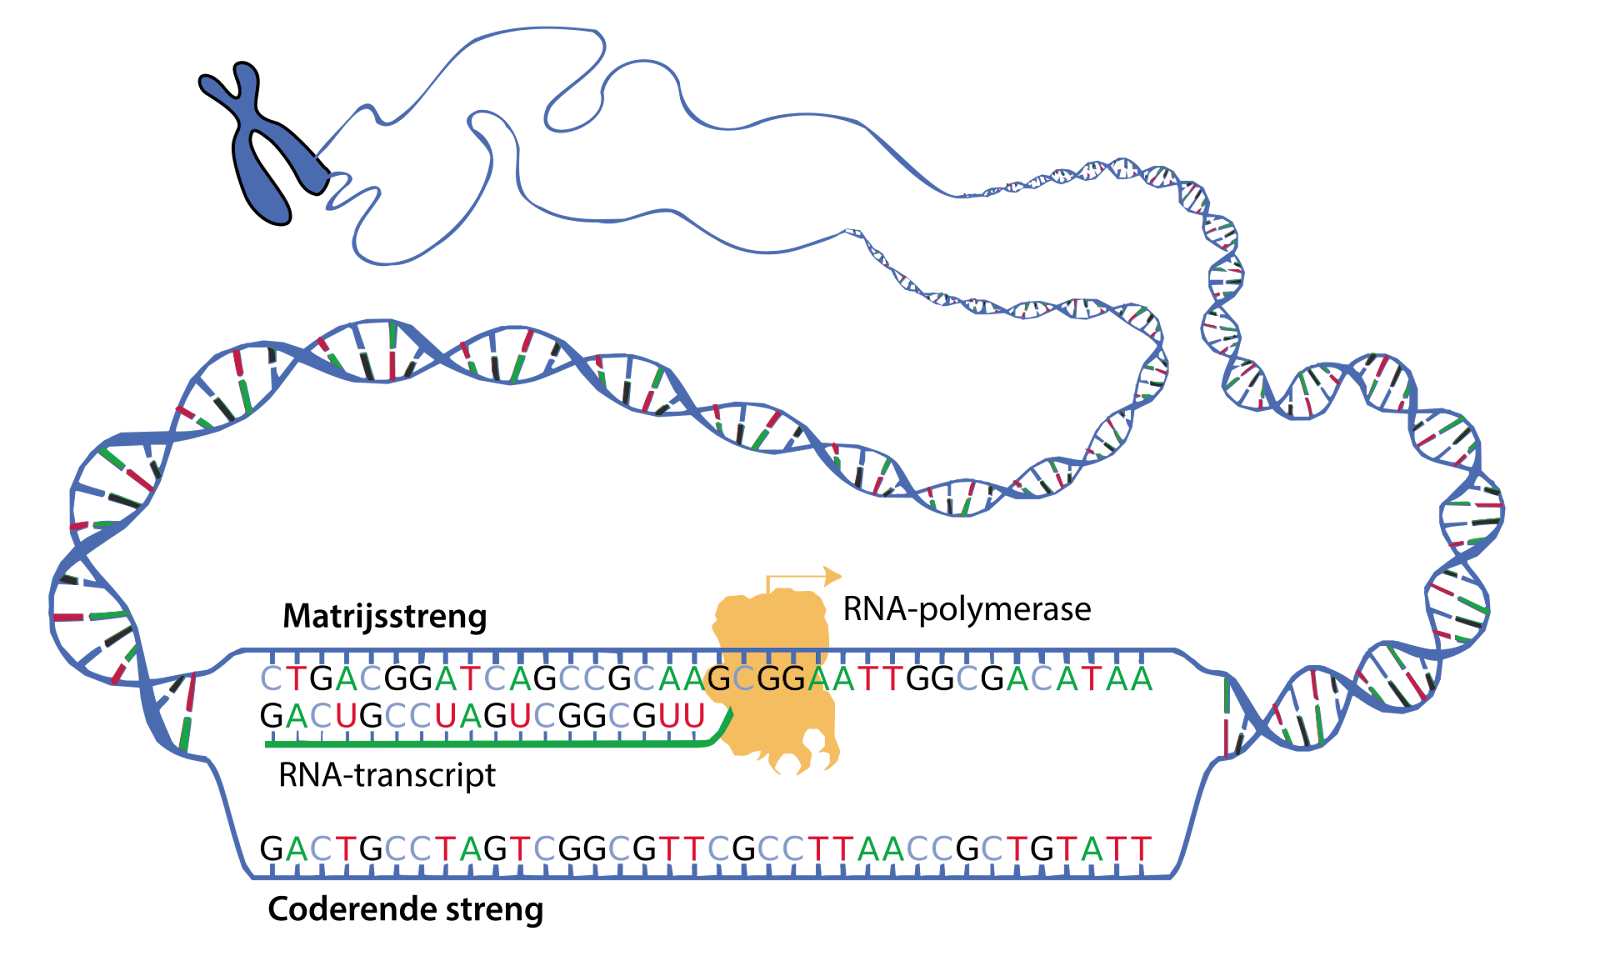 Matrijsstreng
RNA-polymerase
CTGACGGATCAGCCGCAAGCGGAATTGGCGACATAA
GACUGCCUAGUCGGCGUU
RNA-transcript
GACTGCCTAGTCGGCGTTCGCCTTAACCGCTGTATT
Coderende streng